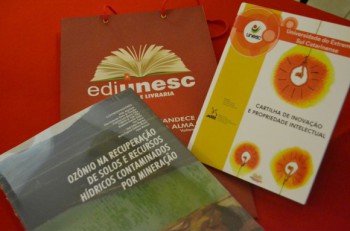 ediunesc
E LIVRARIA
ALMA
unesc
Universidade do Extremo
Sul Catarinense
CARTILHA DE INOVAÇÃO
E PROPRIEDADE INTELECTUAL
OZÔNIO NA RECUPERAÇÃO
DE SOLOS E RECURSOS
HÍDRICOS CONTAMINADOS
POR MINERAÇÃO